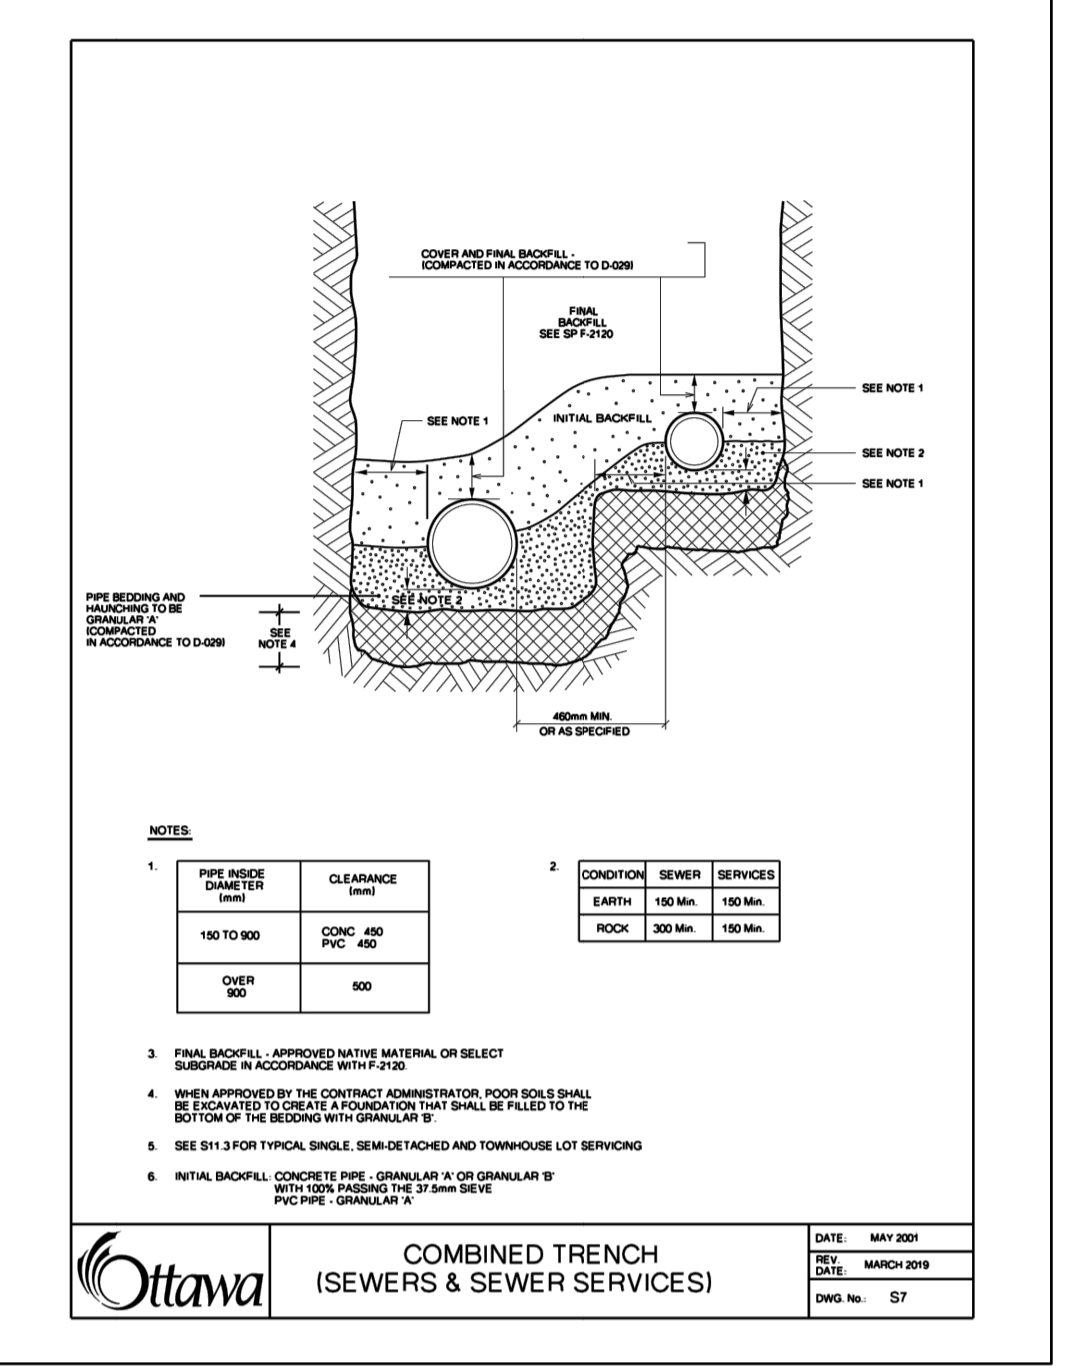 COVER AND FINAL BACKFILL -
(COMPACTED IN ACCORDANCE TO D-029)
FINAL
BACKFILL
SEE SP F-2120
SEE NOTE 1
SEE NOTE 1
INITIAL BACKFILL
SEE NOTE 2
SEE NOTE 1
PIPE BEDDING AND
HAUNCHING TO BE
GRANULAR 'A'
(COMPACTED
IN ACCORDANCE TO D-029)
SEE NOTE 2
SEE
NOTE 4
460mm MIN.
OR AS SPECIFIED
NOTES:
1.
PIPE INSIDE
DIAMETER
(mm)
CLEARANCE
(mm)
150 TO 900
CONC 450
PVC 450
OVER
900
500
2.
CONDITION SEWER SERVICES
EARTH 150 Min. 150 Min.
ROCK 300 Min. 150 Min.
3. FINAL BACKFILL - APPROVED NATIVE MATERIAL OR SELECT
SUBGRADE IN ACCORDANCE WITH F-2120.
4. WHEN APPROVED BY THE CONTRACT ADMINISTRATOR, POOR SOILS SHALL
BE EXCAVATED TO CREATE A FOUNDATION THAT SHALL BE FILLED TO THE
BOTTOM OF THE BEDDING WITH GRANULAR 'B'.
5. SEE S11.3 FOR TYPICAL SINGLE, SEMI-DETACHED AND TOWNHOUSE LOT SERVICING
6. INITIAL BACKFILL: CONCRETE PIPE - GRANULAR 'A' OR GRANULAR 'B'
WITH 100% PASSING THE 37.5mm SIEVE
PVC PIPE - GRANULAR 'A'
Ottawa
COMBINED TRENCH
(SEWERS & SEWER SERVICES)
DATE: MAY 2001
REV.
DATE: MARCH 2019
DWG. No.: S7